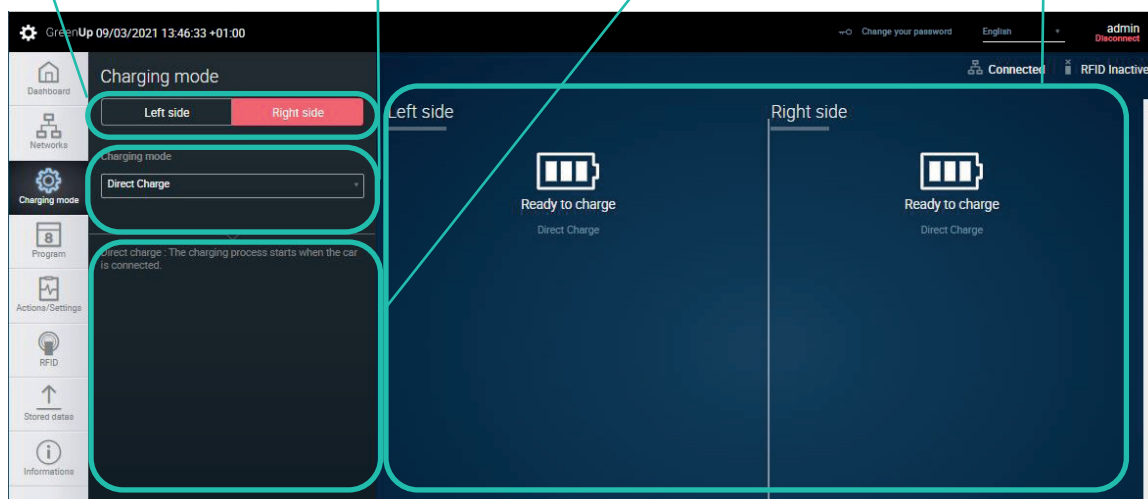 GreenUp 09/03/2021 13:46:33 +01:00
Change your password
English
admin
Disconnect
Connected
RFID Inactive
Dashboard
Networks
Charging mode
8
Program
Actions/Settings
RFID
Stored datas
Informations
Charging mode
Left side
Right side
Charging mode
Direct Charge
Direct charge : The charging process starts when the car
is connected.
Left side
Ready to charge
Direct Charge
Right side
Ready to charge
Direct Charge